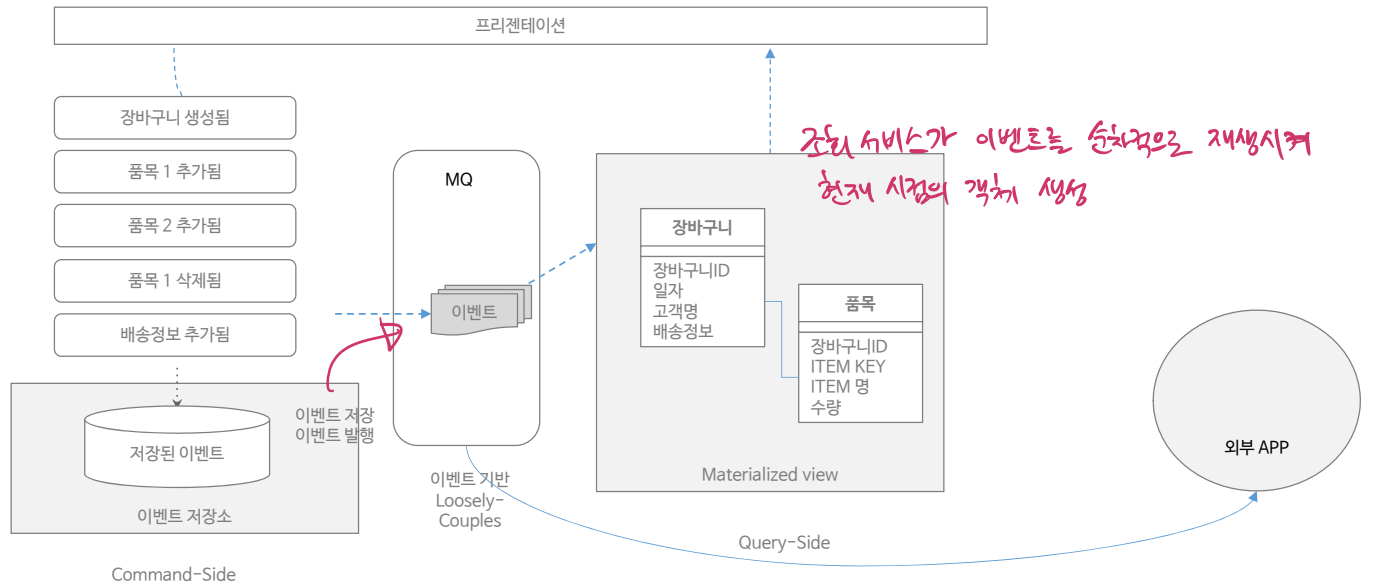 프리젠테이션
장바구니 생성됨
품목 1 추가됨
품목 2 추가됨
품목 1 삭제됨
배송정보 추가됨
이벤트 저장
이벤트 발행
저장된 이벤트
이벤트 저장소
Command-Side
MQ
이벤트
이벤트 기반
Loosely-
Couples
조회 서비스가 이벤트를 순차적으로 재생시켜
현재 시점의 객체 생성
장바구니
장바구니ID
일자
고객명
배송정보
품목
장바구니ID
ITEM KEY
ITEM 명
수량
Materialized view
Query-Side
외부 APP